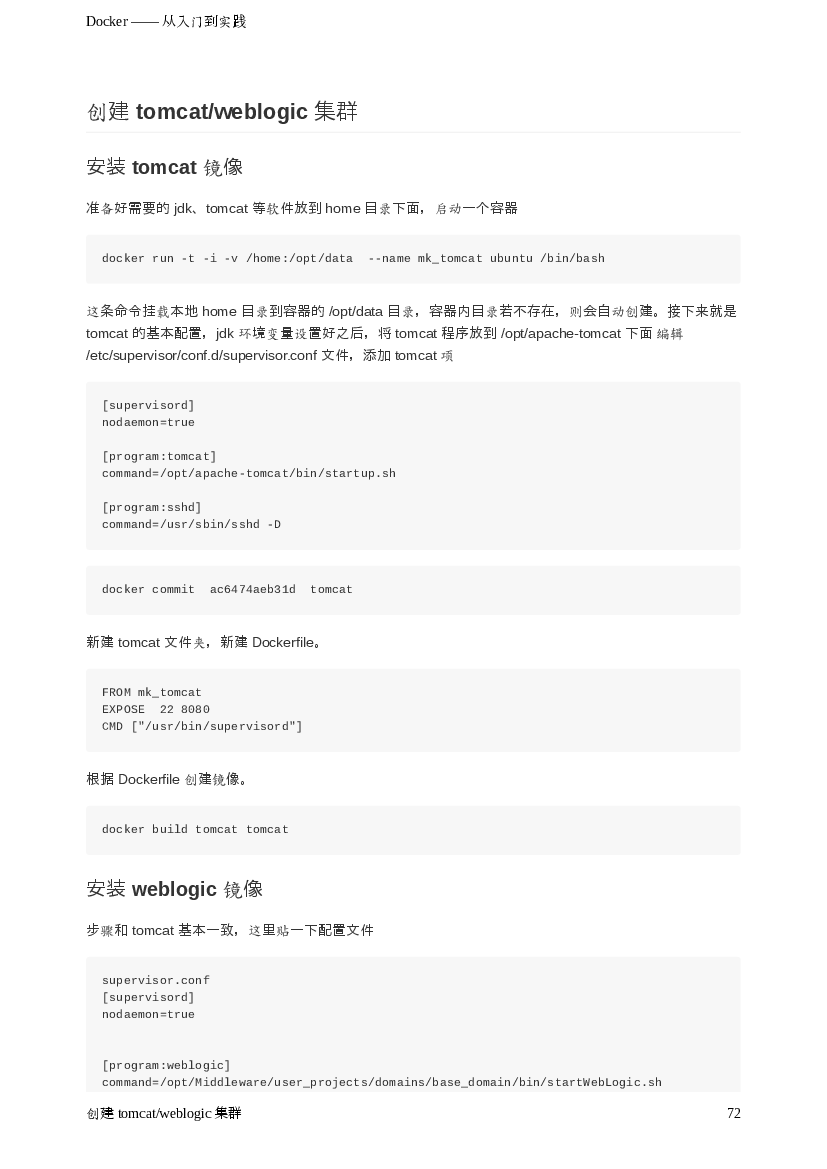 Docker —— 从入门到实践
创建 tomcat/weblogic 集群
安装 tomcat 镜像
准备好需要的 jdk、tomcat 等软件放到 home 目录下面，启动一个容器
docker run -t -i -v /home:/opt/data  --name mk_tomcat ubuntu /bin/bash
这条命令挂载本地 home 目录到容器的 /opt/data 目录，容器内目录若不存在，则会自动创建。接下来就是
tomcat 的基本配置，jdk 环境变量设置好之后，将 tomcat 程序放到 /opt/apache-tomcat 下面 编辑
/etc/supervisor/conf.d/supervisor.conf 文件，添加 tomcat 项
[supervisord]
nodaemon=true
[program:tomcat]
command=/opt/apache-tomcat/bin/startup.sh
[program:sshd]
command=/usr/sbin/sshd -D
docker commit  ac6474aeb31d  tomcat
新建 tomcat 文件夹，新建 Dockerfile。
FROM mk_tomcat
EXPOSE  22 8080
CMD ["/usr/bin/supervisord"]
根据 Dockerfile 创建镜像。
docker build tomcat tomcat
安装 weblogic 镜像
步骤和 tomcat 基本一致，这里贴一下配置文件
supervisor.conf
[supervisord]
nodaemon=true
[program:weblogic]
command=/opt/Middleware/user_projects/domains/base_domain/bin/startWebLogic.sh
创建 tomcat/weblogic 集群 72